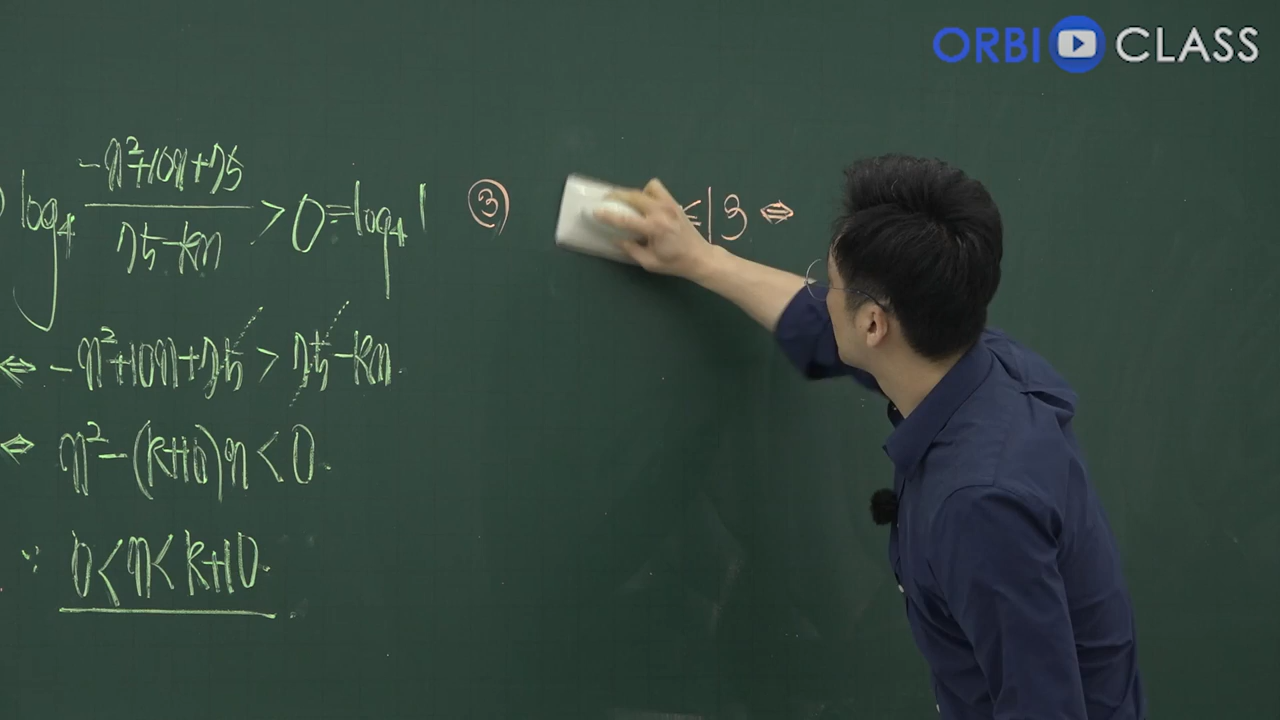 ORBI CLASS
log₄ (-n²+10n+75)/(75-kn) > 0 = log₄ 1
⇔ -n²+10n+75 > 75-kn.
⇔ n²-(k+10)n < 0.
∵ 0<n<k+10.
③ ≤13 ⇔